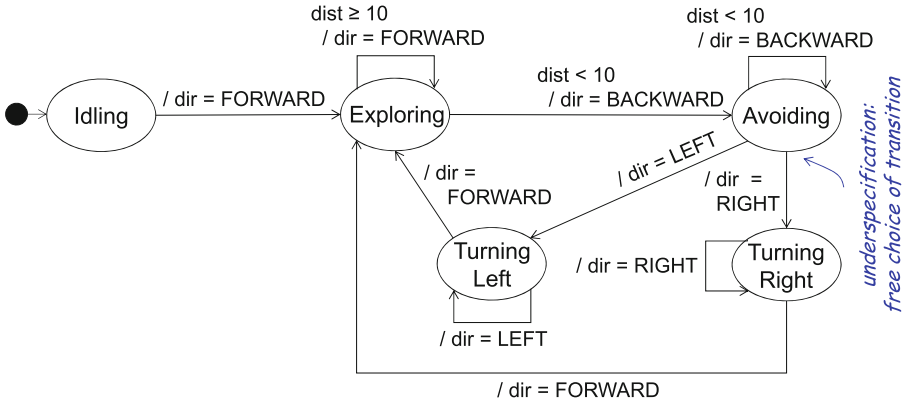 dist ≥ 10
/ dir = FORWARD
dist < 10
/ dir = BACKWARD
/ dir = FORWARD
dist < 10
/ dir = BACKWARD
Idling
Exploring
Avoiding
/ dir =
FORWARD
/ dir = LEFT
/ dir =
RIGHT
underspecification:
free choice of transition
Turning
Left
/ dir = RIGHT
Turning
Right
/ dir = LEFT
/ dir = FORWARD